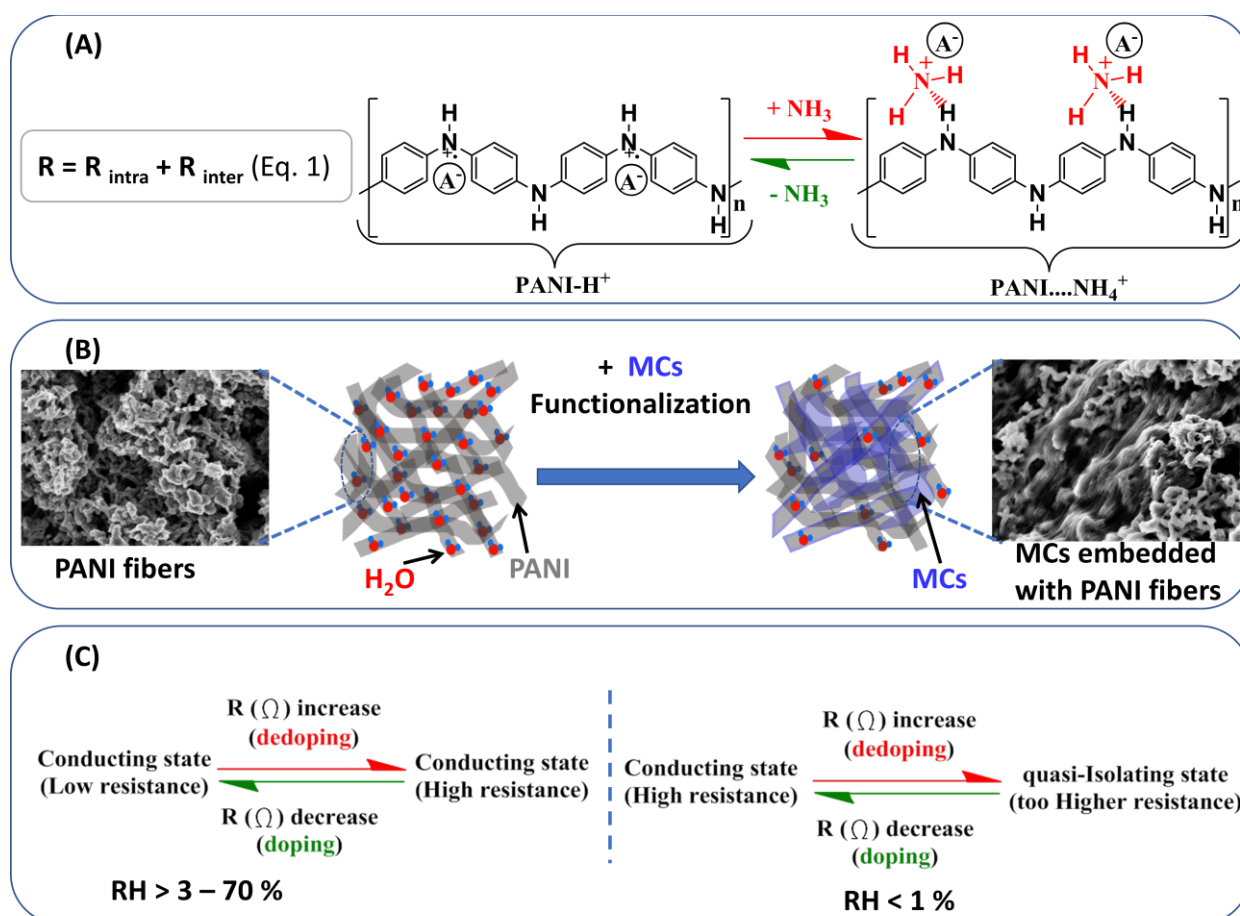 (A)
R = R intra + R inter (Eq. 1)
H
N
+.
A-
H
N
+.
A-
N
H
N
H
n
PANI-H+
+ NH3
- NH3
A-
H
N
+
H
H
H
N
A-
H
N
+
H
H
H
N
N
H
N
H
n
PANI....NH4+
(B)
PANI fibers
H2O
PANI
+ MCs
Functionalization
MCs
MCs embedded
with PANI fibers
(C)
Conducting state
(Low resistance)
R (Ω) increase
(dedoping)
R (Ω) decrease
(doping)
Conducting state
(High resistance)
RH > 3 – 70 %
Conducting state
(High resistance)
R (Ω) increase
(dedoping)
R (Ω) decrease
(doping)
quasi-Isolating state
(too Higher resistance)
RH < 1 %